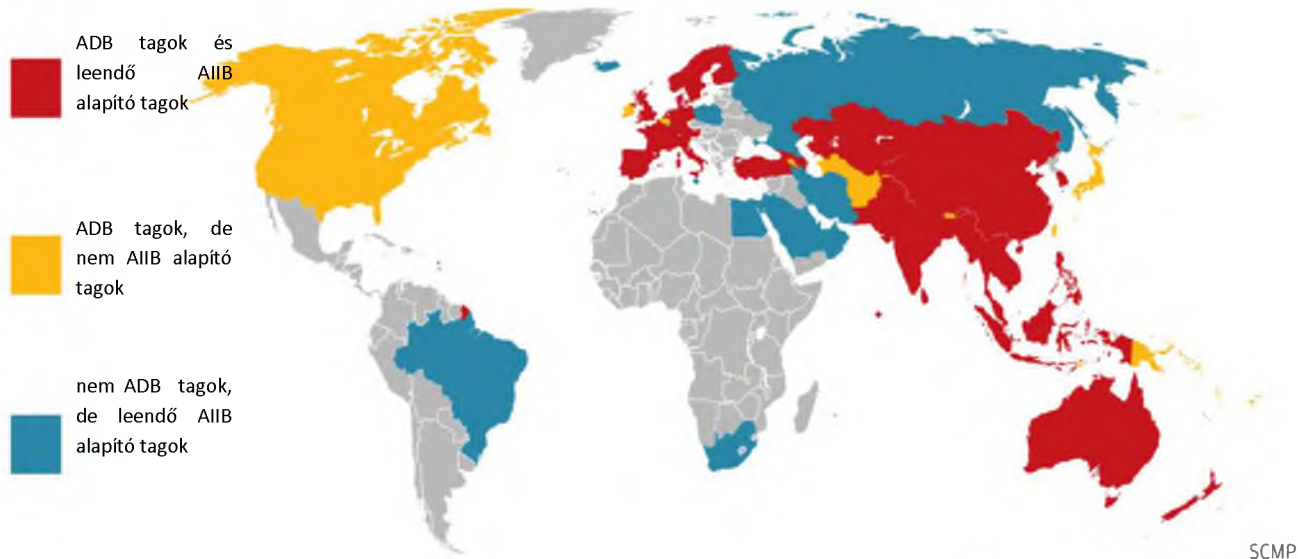 ADB tagok és
leendő AIIB
alapító tagok
ADB tagok, de
nem AIIB alapító
tagok
nem ADB tagok,
de leendő AIIB
alapító tagok
SCMP